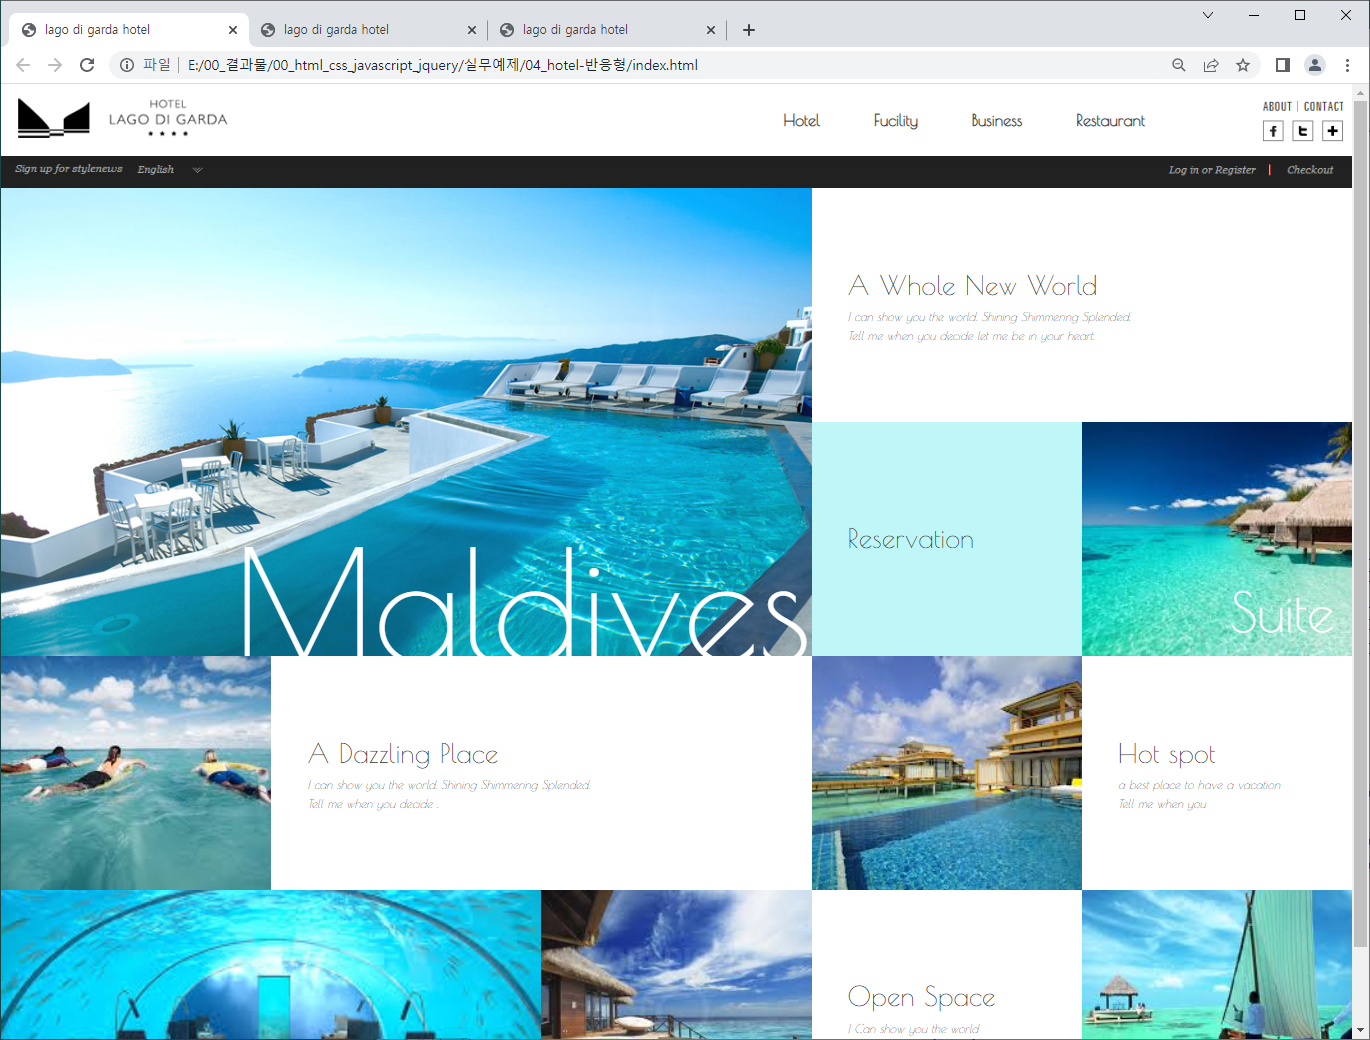 lago di garda hotel
lago di garda hotel
lago di garda hotel
파일 | E:/00_결과물/00_html_css_javascript_jquery/실무예제/04_hotel-반응형/index.html
HOTEL
LAGO DI GARDA
Hotel Fucility Business Restaurant
ABOUT | CONTACT
Sign up for stylenews English
Log in or Register | Checkout
A Whole New World
I can show you the world. Shining Shimmering Splended.
Tell me when you decide let me be in your heart.
Maldives
Reservation
Suite
A Dazzling Place
I can show you the world. Shining Shimmering Splended.
Tell me when you decide .
Hot spot
a best place to have a vacation
Tell me when you
Open Space
I Can show you the world